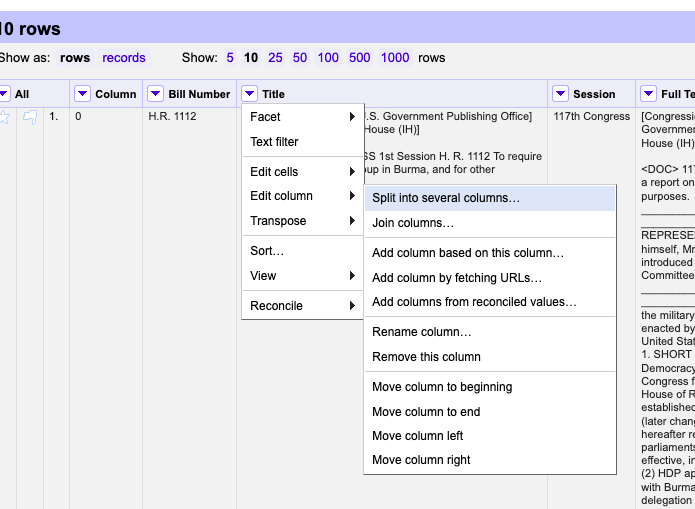 10 rows
Show as: rows records Show: 5 10 25 50 100 500 1000 rows
All Column Bill Number Title Session Full Te
1. 0 H.R. 1112
.S. Government Publishing Office]
House (IH)]
SS 1st Session H. R. 1112 To require
oup in Burma, and for other
117th Congress
[Congressi
Governme
House (IH)
<DOC> 117
a report on
purposes.
REPRESE
himself, Mr
introduced
Committee
the military
enacted by
United Stat
1. SHORT
Democracy
Congress f
House of R
established
(later chang
hereafter re
parliaments
effective, in
(2) HDP ap
with Burma
delegation
Facet
Text filter
Edit cells
Edit column
Transpose
Sort…
View
Reconcile
Split into several columns…
Join columns…
Add column based on this column…
Add column by fetching URLs…
Add columns from reconciled values…
Rename column…
Remove this column
Move column to beginning
Move column to end
Move column left
Move column right